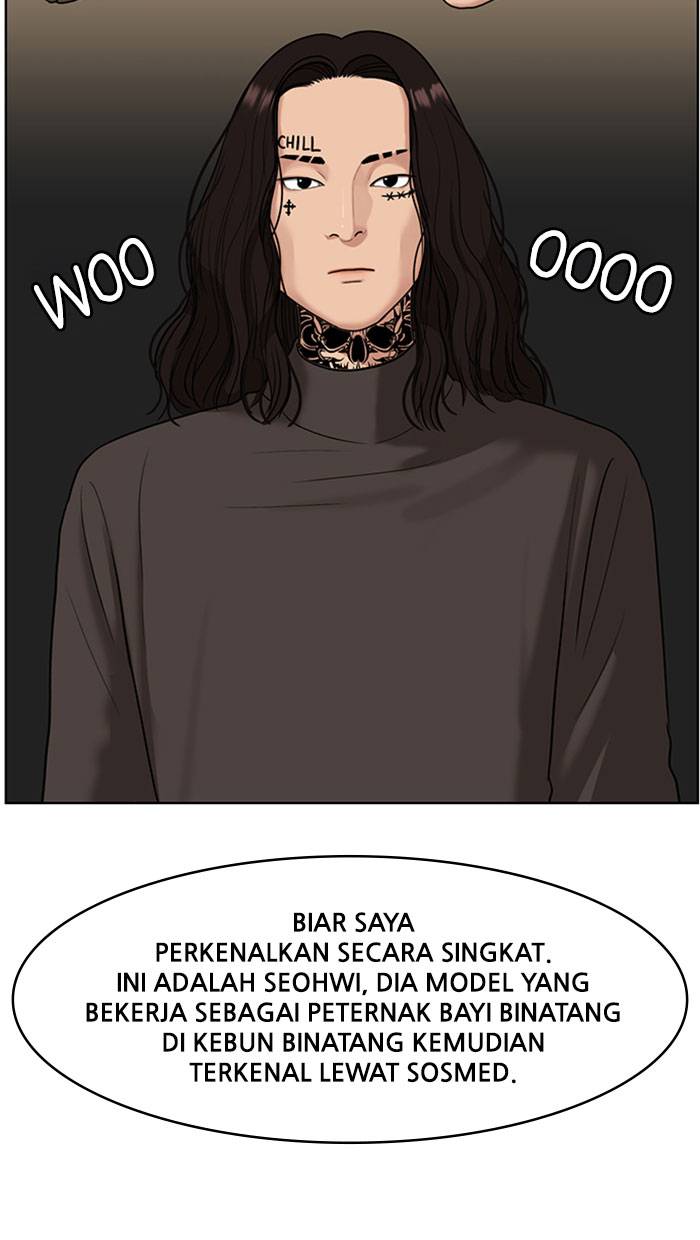 CHILL
WOO
OOOO
BIAR SAYA
PERKENALKAN SECARA SINGKAT.
INI ADALAH SEOHWI, DIA MODEL YANG
BEKERJA SEBAGAI PETERNAK BAYI BINATANG
DI KEBUN BINATANG KEMUDIAN
TERKENAL LEWAT SOSMED.